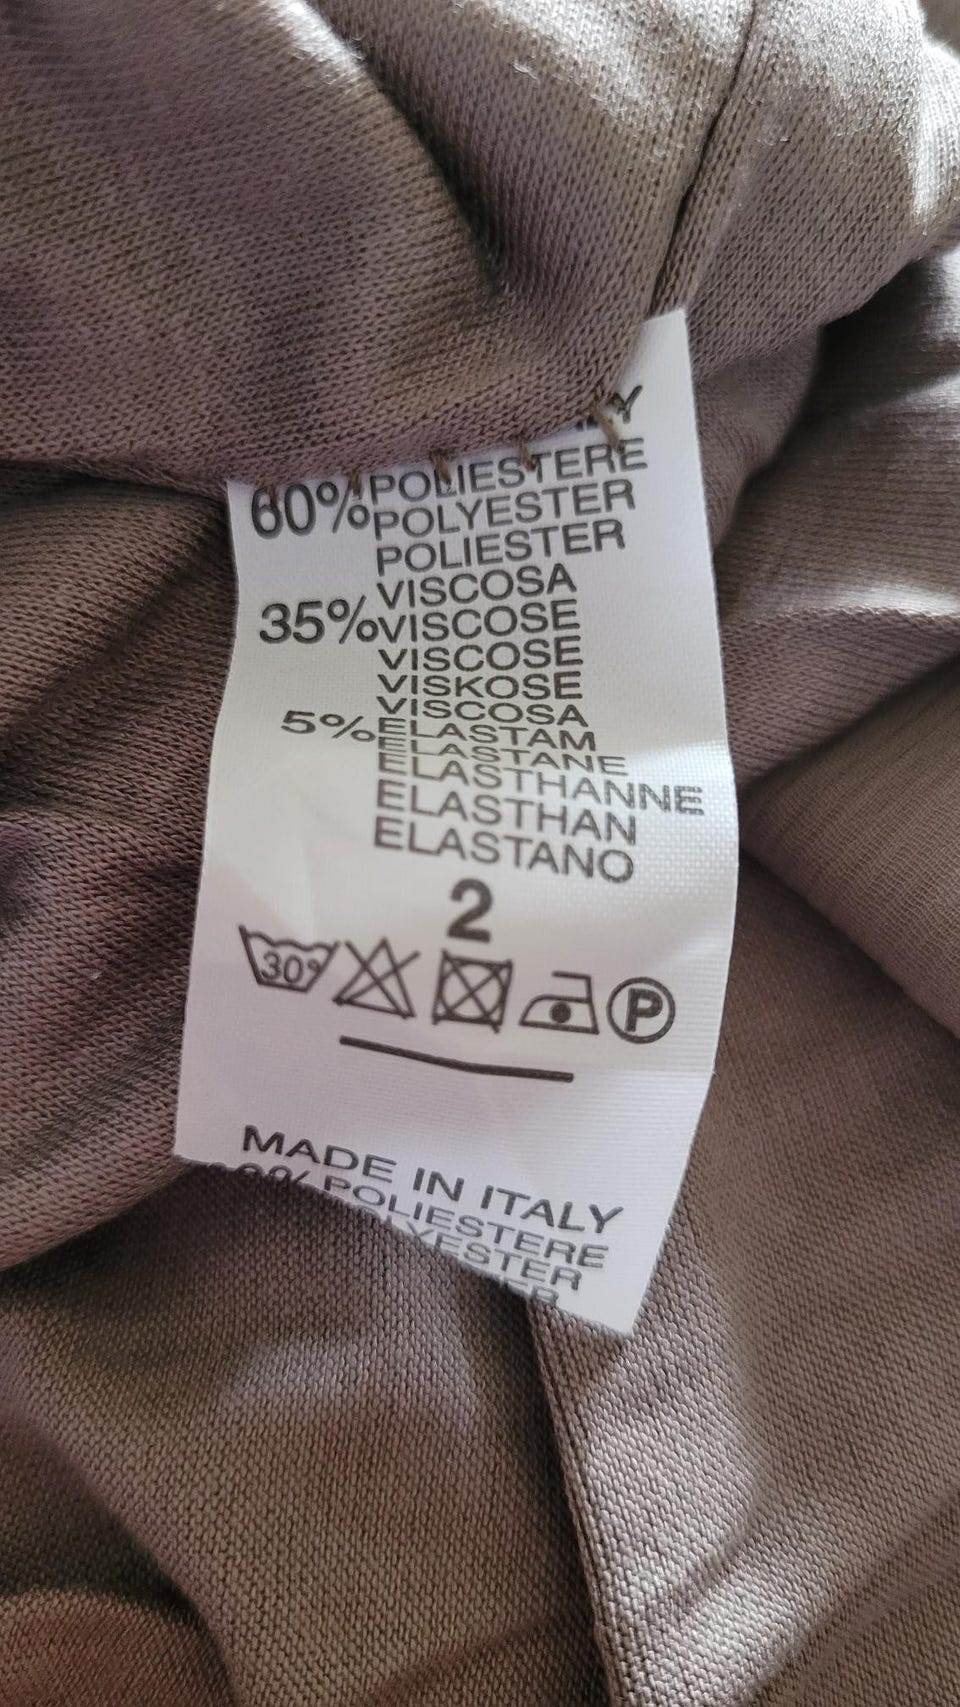 60% POLIESTERE
POLYESTER
POLIESTER
VISCOSA
35% VISCOSE
VISCOSE
VISKOSE
VISCOSA
5% ELASTAM
ELASTANE
ELASTHANNE
ELASTHAN
ELASTANO
2
30° P
MADE IN ITALY
POLIESTERE